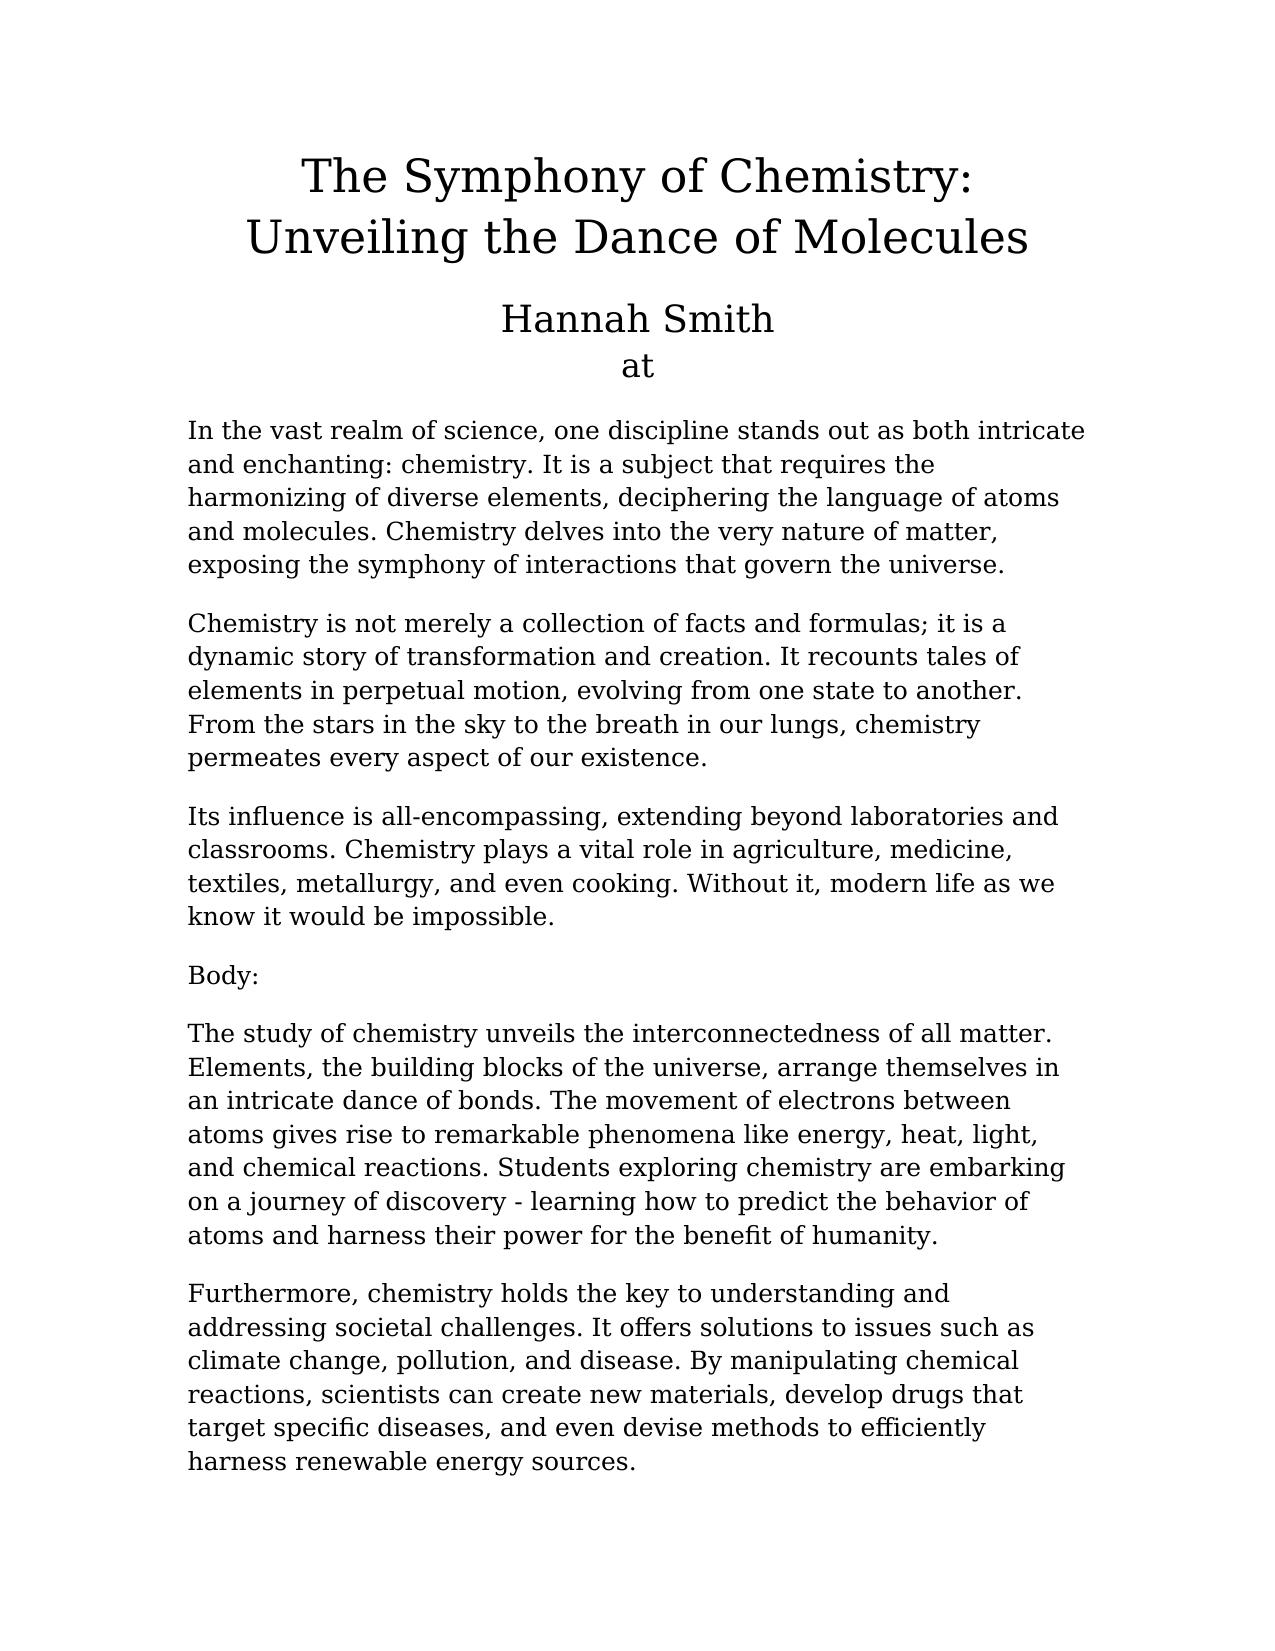 The Symphony of Chemistry:
Unveiling the Dance of Molecules
Hannah Smith
at
In the vast realm of science, one discipline stands out as both intricate
and enchanting: chemistry. It is a subject that requires the
harmonizing of diverse elements, deciphering the language of atoms
and molecules. Chemistry delves into the very nature of matter,
exposing the symphony of interactions that govern the universe.
Chemistry is not merely a collection of facts and formulas; it is a
dynamic story of transformation and creation. It recounts tales of
elements in perpetual motion, evolving from one state to another.
From the stars in the sky to the breath in our lungs, chemistry
permeates every aspect of our existence.
Its influence is all-encompassing, extending beyond laboratories and
classrooms. Chemistry plays a vital role in agriculture, medicine,
textiles, metallurgy, and even cooking. Without it, modern life as we
know it would be impossible.
Body:
The study of chemistry unveils the interconnectedness of all matter.
Elements, the building blocks of the universe, arrange themselves in
an intricate dance of bonds. The movement of electrons between
atoms gives rise to remarkable phenomena like energy, heat, light,
and chemical reactions. Students exploring chemistry are embarking
on a journey of discovery - learning how to predict the behavior of
atoms and harness their power for the benefit of humanity.
Furthermore, chemistry holds the key to understanding and
addressing societal challenges. It offers solutions to issues such as
climate change, pollution, and disease. By manipulating chemical
reactions, scientists can create new materials, develop drugs that
target specific diseases, and even devise methods to efficiently
harness renewable energy sources.